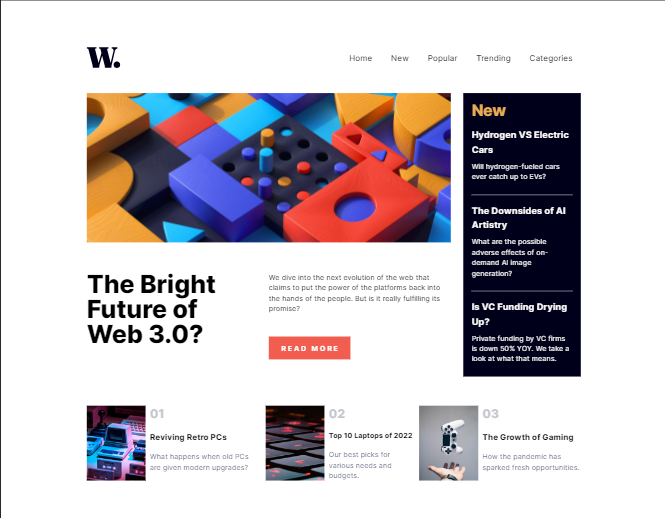 W.
Home New Popular Trending Categories
New
Hydrogen VS Electric
Cars
Will hydrogen-fueled cars
ever catch up to EVs?
The Downsides of AI
Artistry
What are the possible
adverse effects of on-
demand AI image
generation?
Is VC Funding Drying
Up?
Private funding by VC firms
is down 50% YOY. We take a
look at what that means.
The Bright
Future of
Web 3.0?
We dive into the next evolution of the web that
claims to put the power of the platforms back into
the hands of the people. But is it really fulfilling its
promise?
READ MORE
01
Reviving Retro PCs
What happens when old PCs
are given modern upgrades?
02
Top 10 Laptops of 2022
Our best picks for
various needs and
budgets.
03
The Growth of Gaming
How the pandemic has
sparked fresh opportunities.